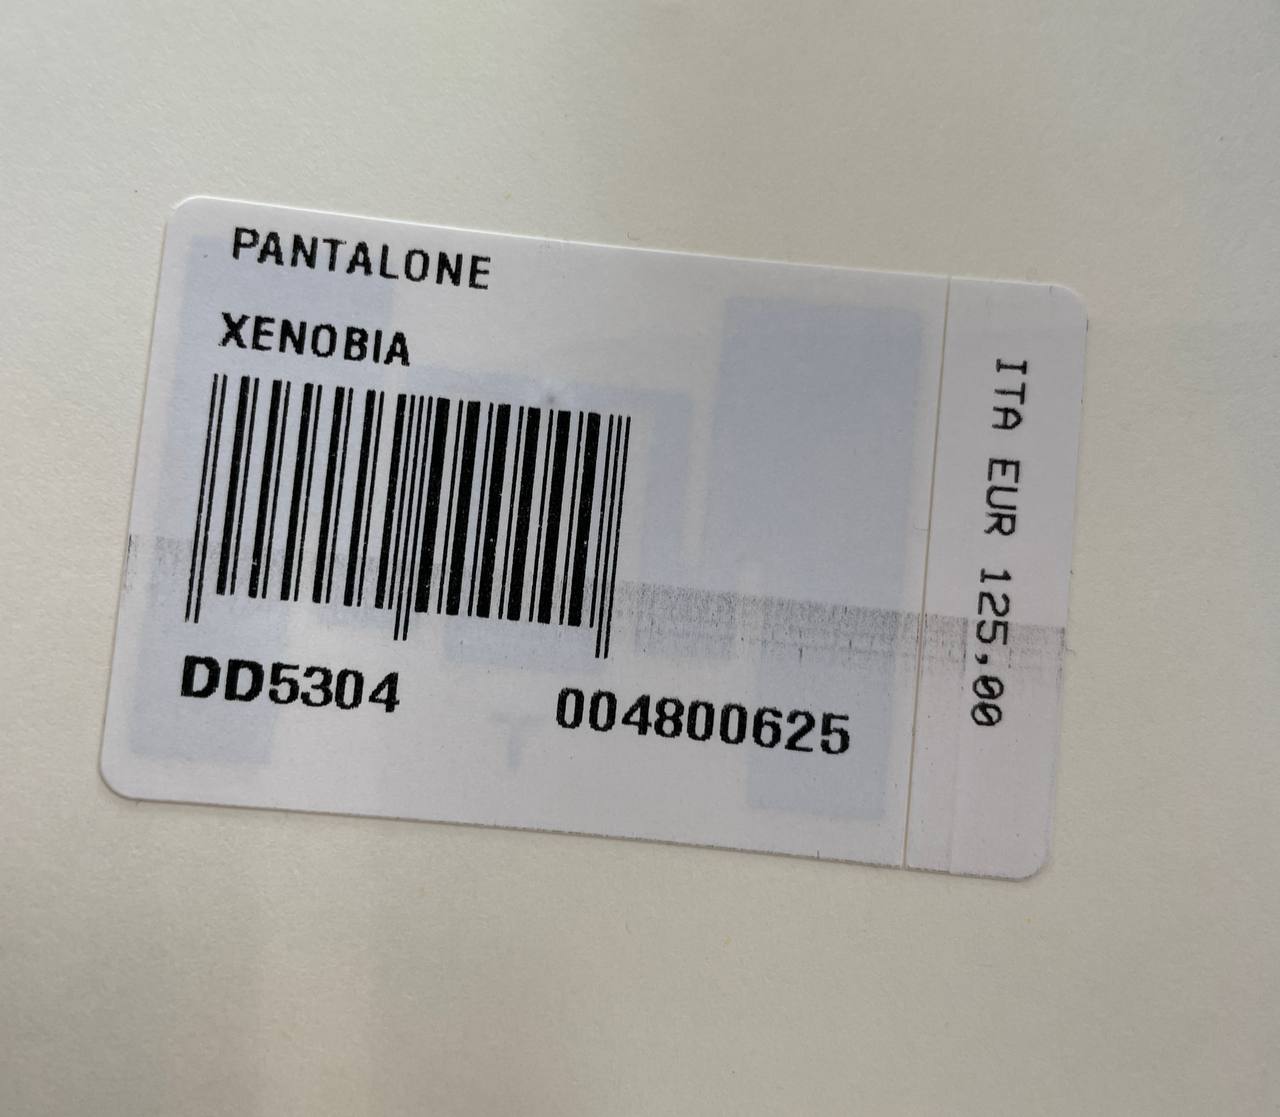 PANTALONE
XENOBIA
DD5304 004800625
ITA EUR 125,00